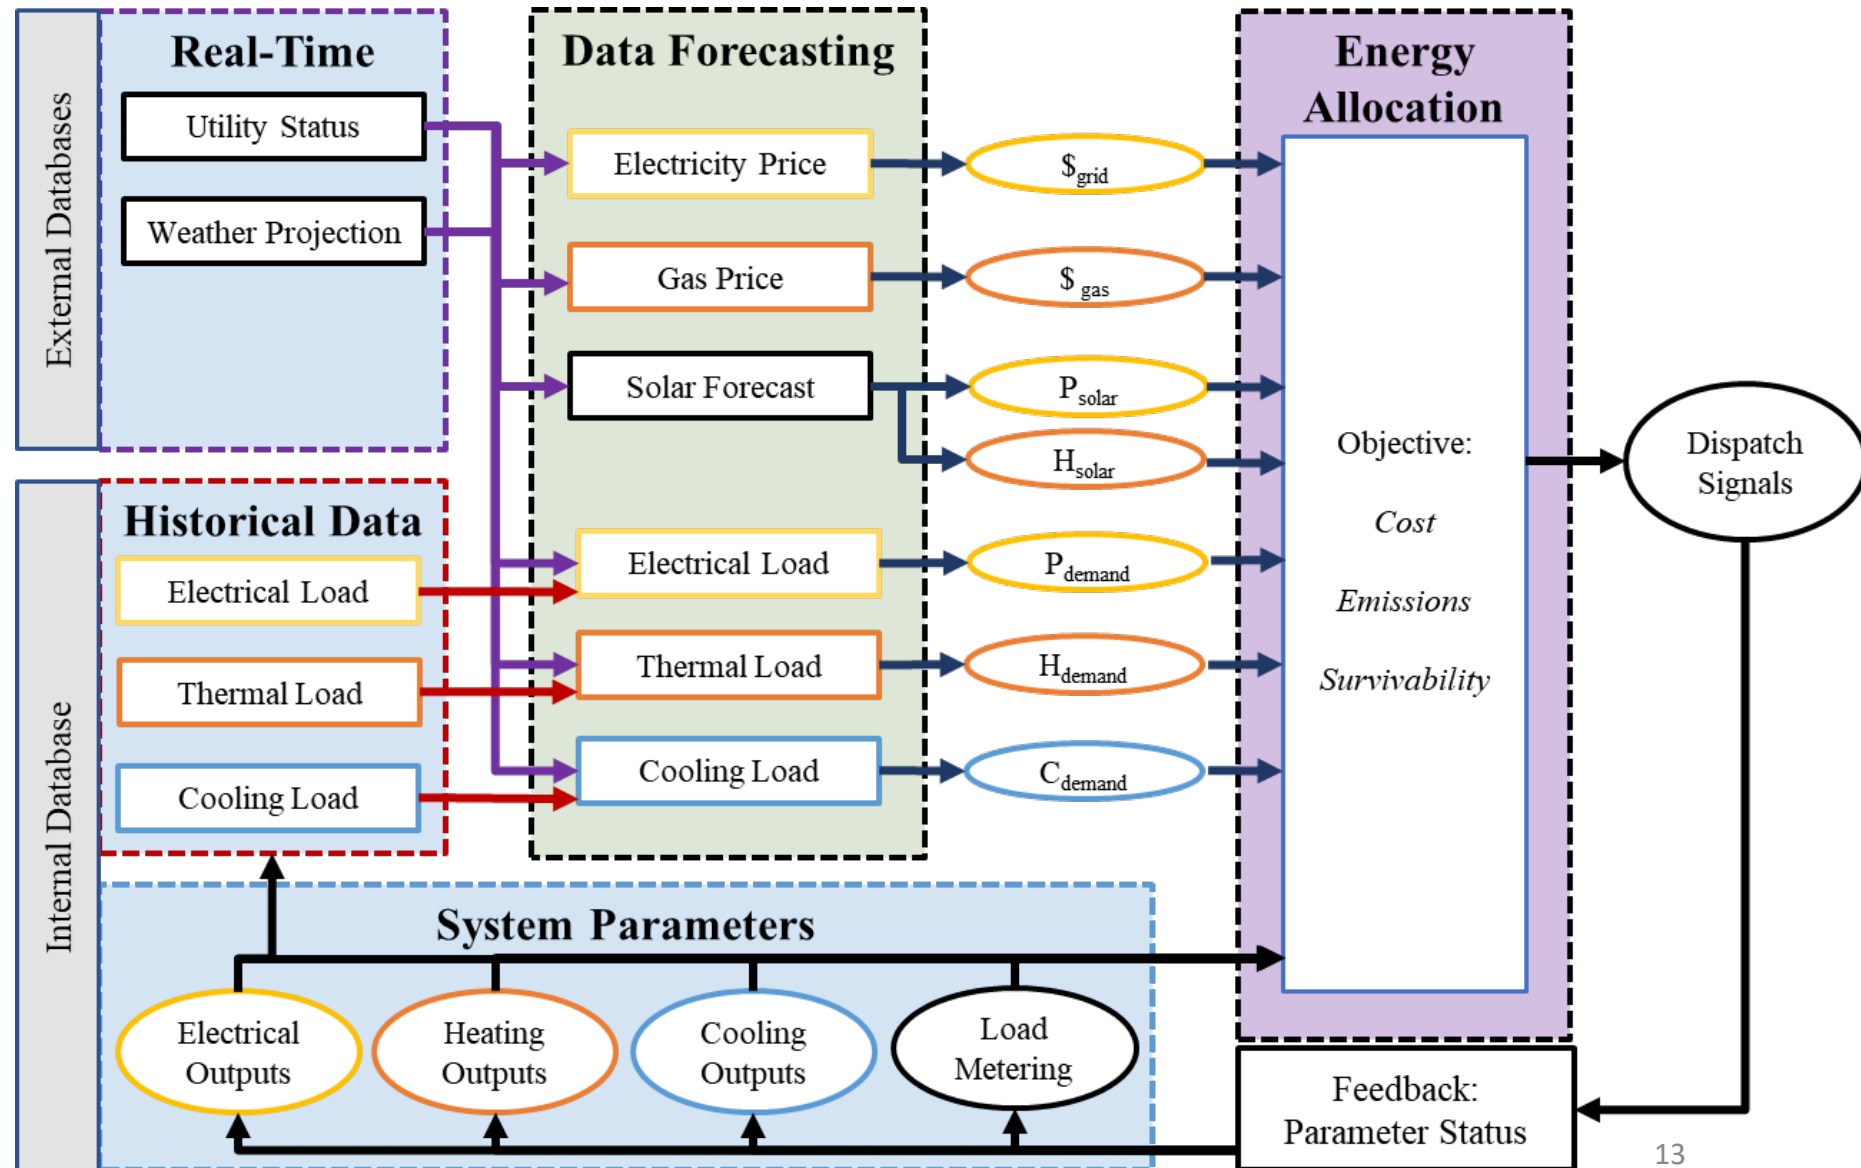 External Databases
Real-Time
Utility Status
Weather Projection
Internal Database
Historical Data
Electrical Load
Thermal Load
Cooling Load
Data Forecasting
Electricity Price
Gas Price
Solar Forecast
Electrical Load
Thermal Load
Cooling Load
$grid
$ gas
Psolar
Hsolar
Pdemand
Hdemand
Cdemand
Energy
Allocation
Objective:
Cost
Emissions
Survivability
Dispatch
Signals
System Parameters
Electrical
Outputs
Heating
Outputs
Cooling
Outputs
Load
Metering
Feedback:
Parameter Status
13